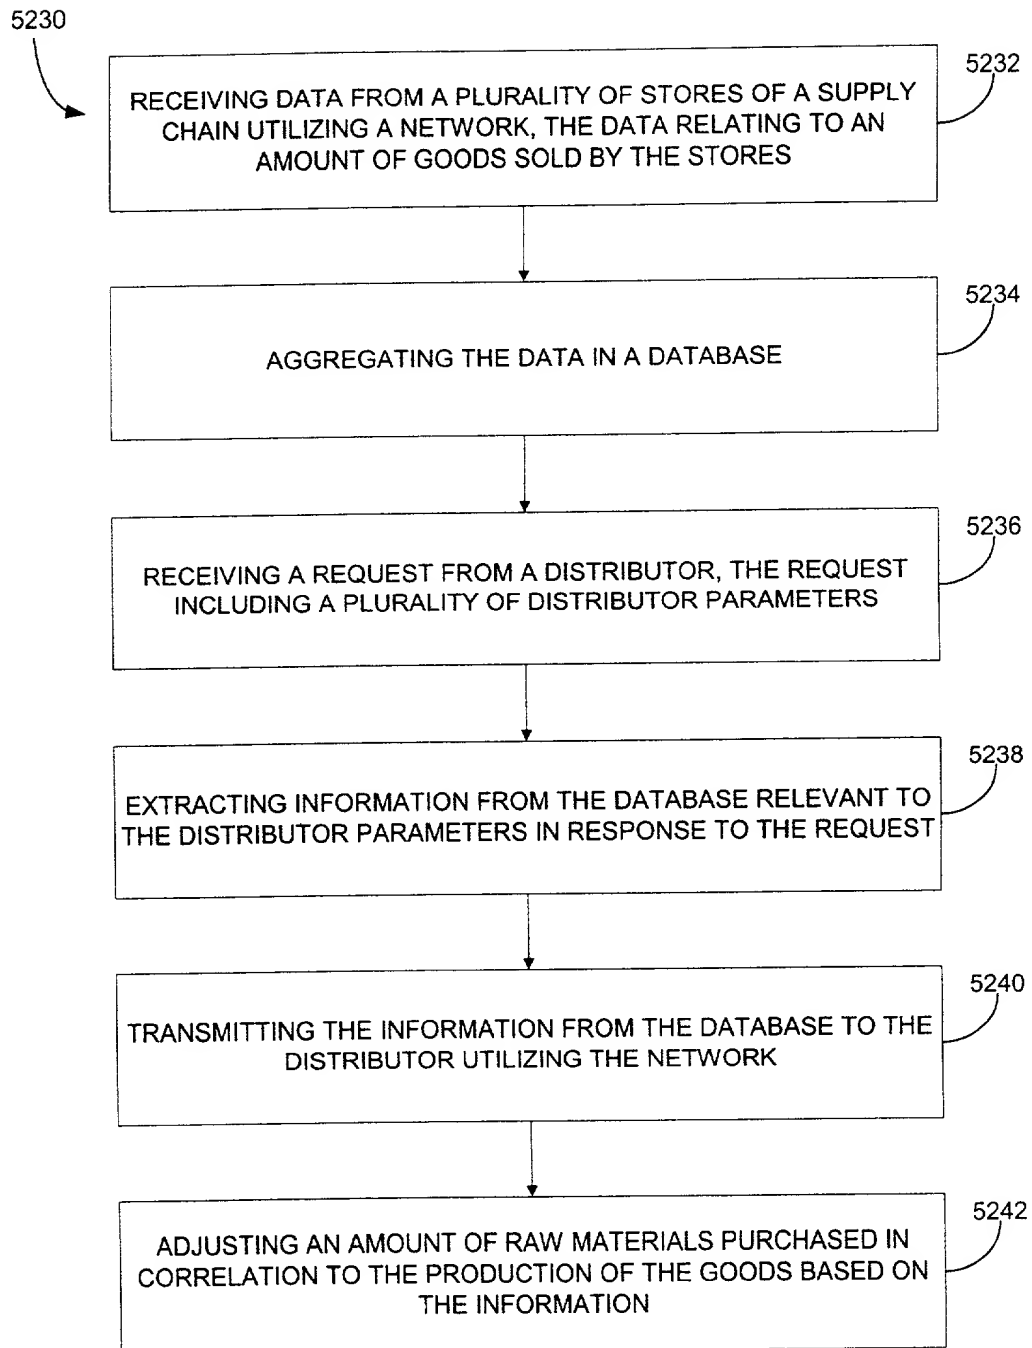 5230
5232
RECEIVING DATA FROM A PLURALITY OF STORES OF A SUPPLY
CHAIN UTILIZING A NETWORK, THE DATA RELATING TO AN
AMOUNT OF GOODS SOLD BY THE STORES
5234
AGGREGATING THE DATA IN A DATABASE
5236
RECEIVING A REQUEST FROM A DISTRIBUTOR, THE REQUEST
INCLUDING A PLURALITY OF DISTRIBUTOR PARAMETERS
5238
EXTRACTING INFORMATION FROM THE DATABASE RELEVANT TO
THE DISTRIBUTOR PARAMETERS IN RESPONSE TO THE REQUEST
5240
TRANSMITTING THE INFORMATION FROM THE DATABASE TO THE
DISTRIBUTOR UTILIZING THE NETWORK
5242
ADJUSTING AN AMOUNT OF RAW MATERIALS PURCHASED IN
CORRELATION TO THE PRODUCTION OF THE GOODS BASED ON
THE INFORMATION